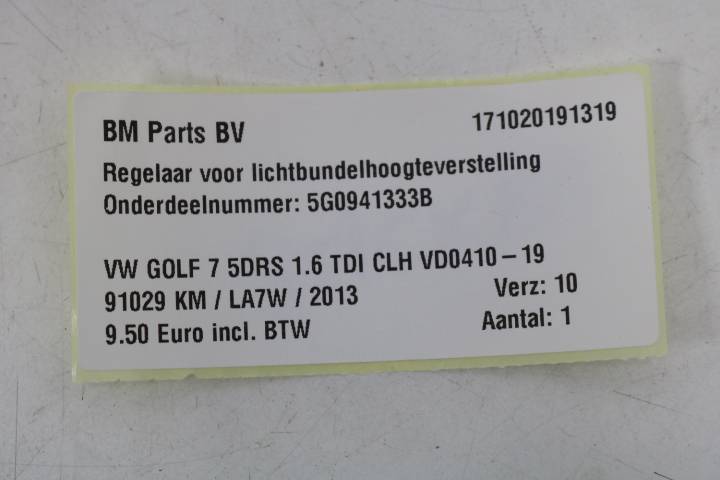 BM Parts BV 171020191319
Regelaar voor lichtbundelhoogteverstelling
Onderdeelnummer: 5G0941333B
VW GOLF 7 5DRS 1.6 TDI CLH VD0410-19
91029 KM / LA7W / 2013 Verz: 10
9.50 Euro incl. BTW Aantal: 1